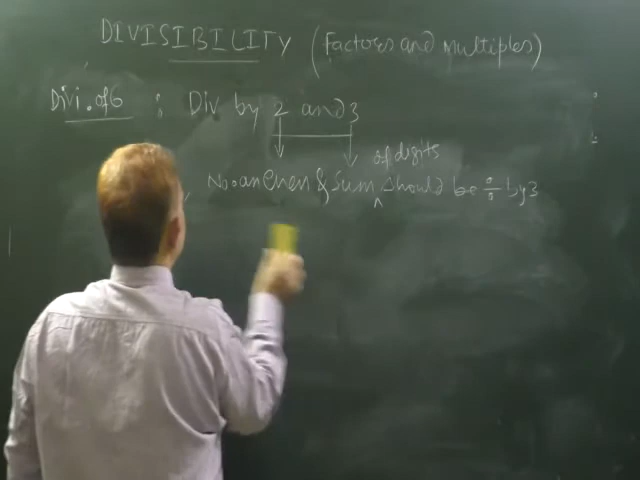 DIVISIBILITY (Factors and multiples)
Divi. of 6 : Div by 2 and 3
of digits
No. an Even & Sum ^ should be ÷ by 3